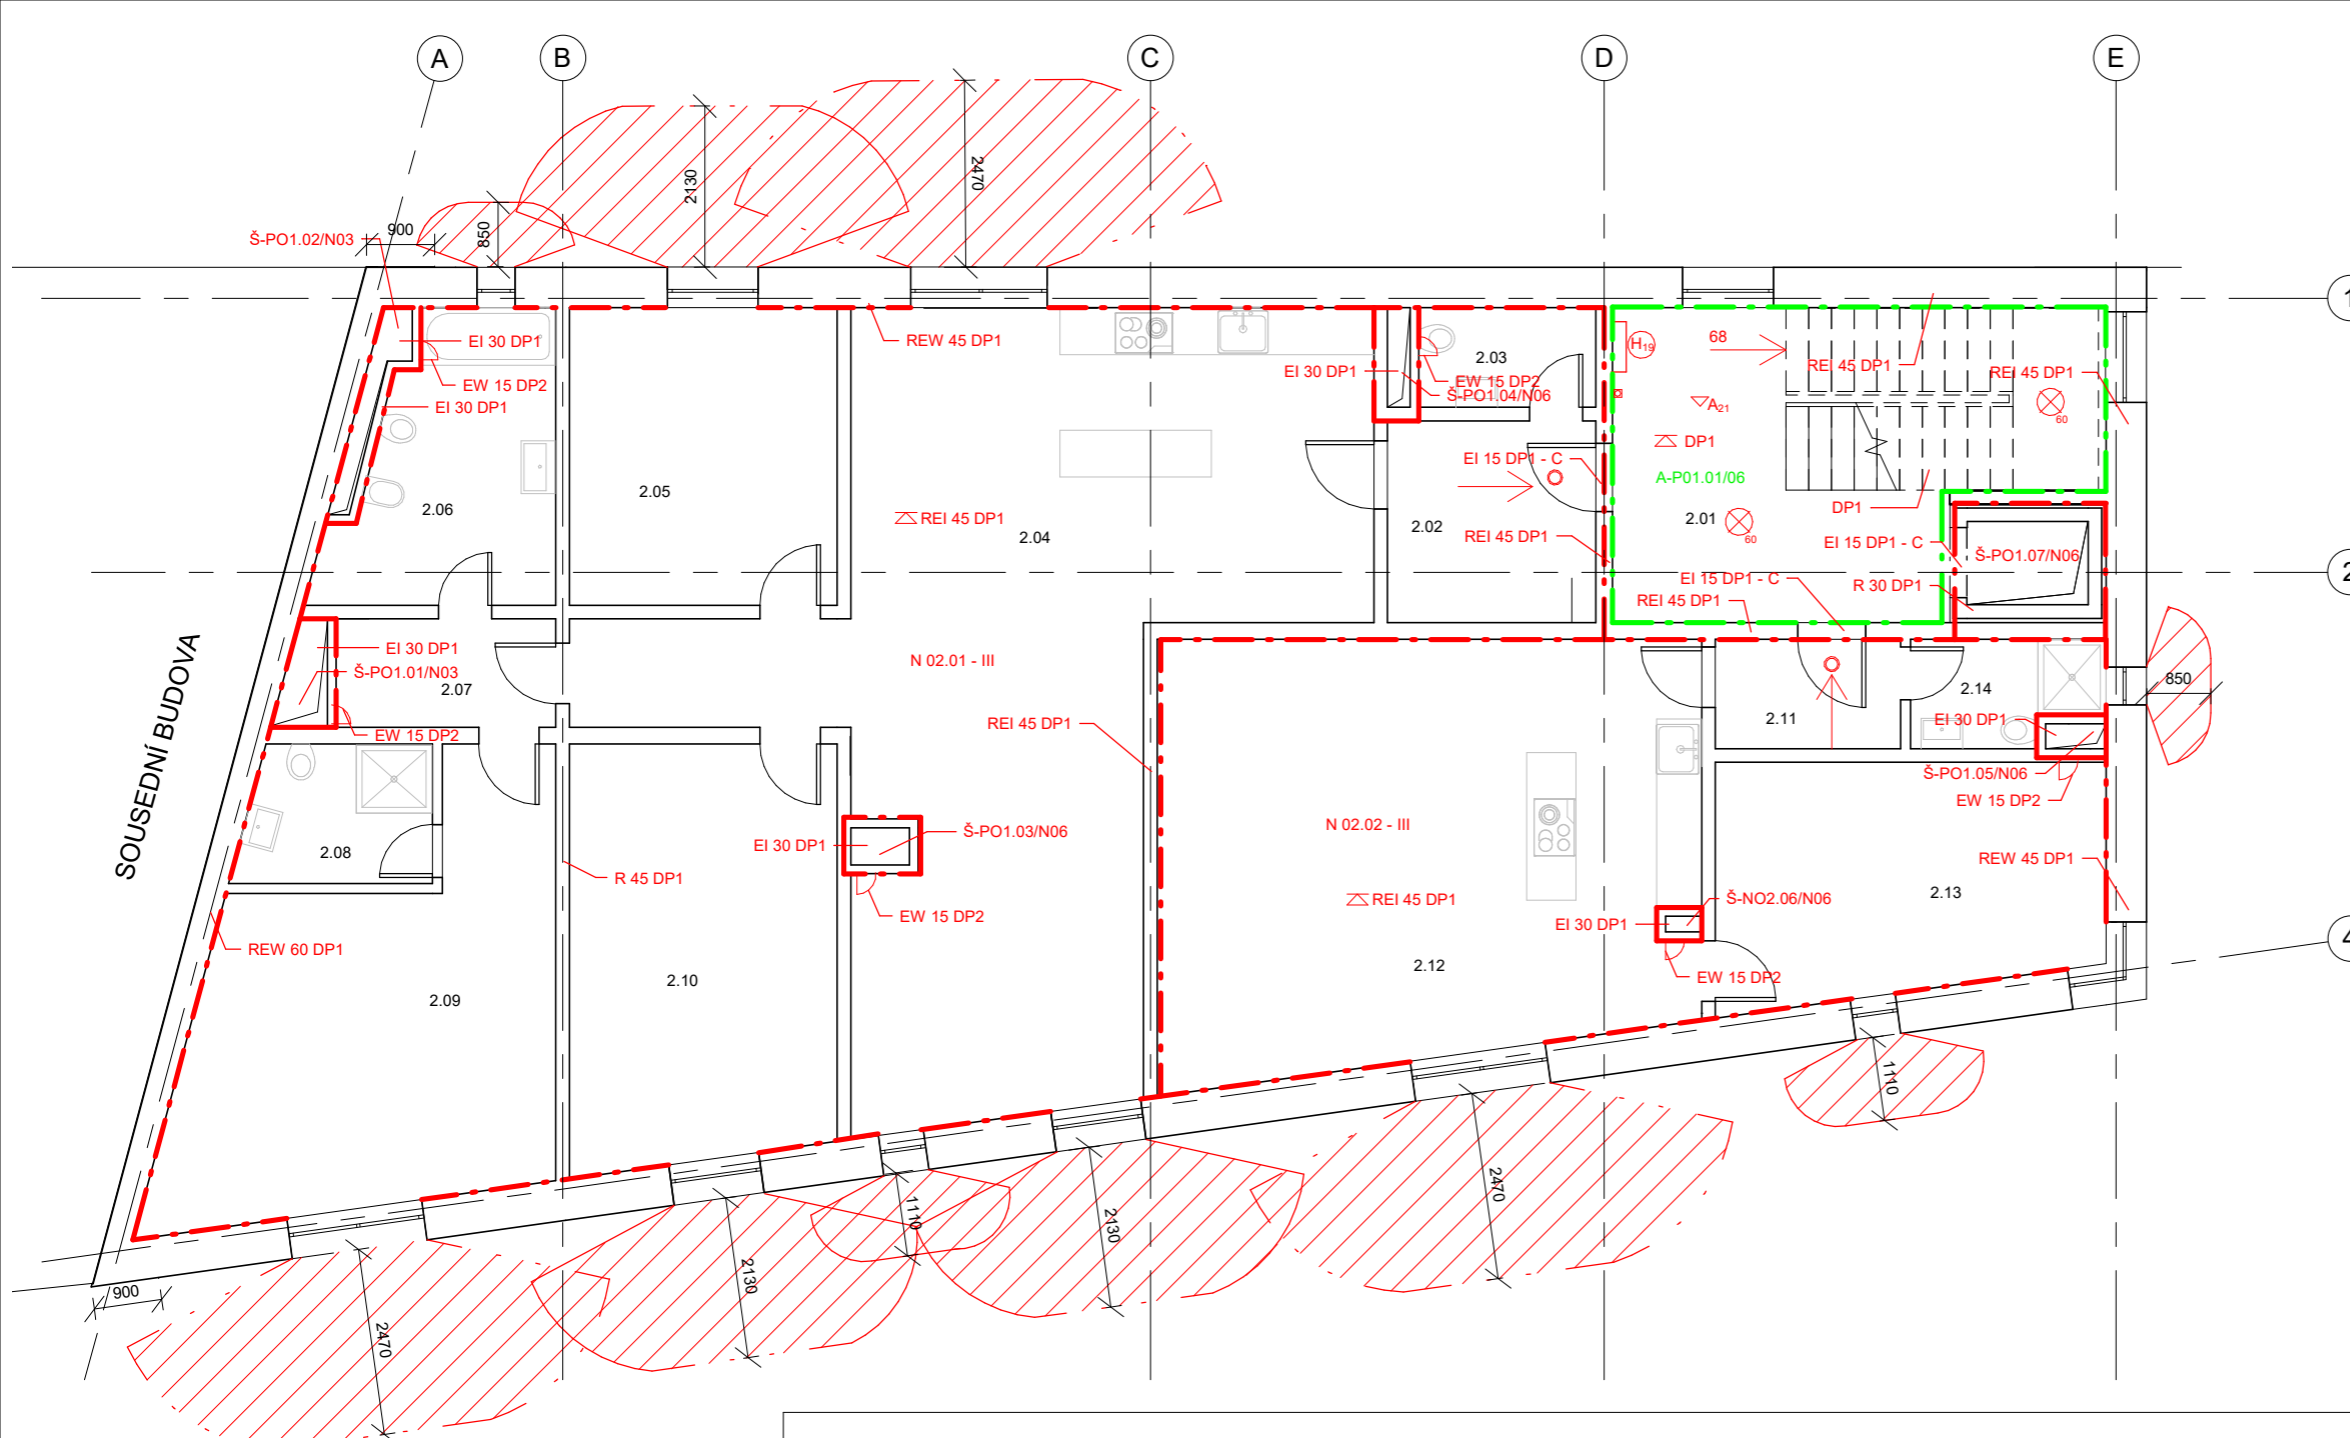 A
B
C
D
E
2130
2470
850
900
Š-PO1.02/N03
1
EI 30 DP1
REW 45 DP1
EI 30 DP1
2.03
H19
68
REI 45 DP1
REI 45 DP1
EW 15 DP2
EI 30 DP1
EW 15 DP2
Š-PO1.04/N06
A21
60
DP1
EI 15 DP1 - C
A-P01.01/06
2.06
2.05
REI 45 DP1
2.04
2.02
REI 45 DP1
2.01
60
DP1
EI 15 DP1 - C
Š-PO1.07/N06
2
EI 15 DP1 - C
R 30 DP1
REI 45 DP1
SOUSEDNÍ BUDOVA
EI 30 DP1
Š-PO1.01/N03
2.07
N 02.01 - III
2.14
850
2.11
EI 30 DP1
EW 15 DP2
REI 45 DP1
Š-PO1.05/N06
EW 15 DP2
2.08
EI 30 DP1
Š-PO1.03/N06
N 02.02 - III
R 45 DP1
REW 45 DP1
EW 15 DP2
REI 45 DP1
2.13
Š-NO2.06/N06
EI 30 DP1
4
REW 60 DP1
2.10
2.12
EW 15 DP2
2.09
1110
2470
1110
2130
2130
900
2470